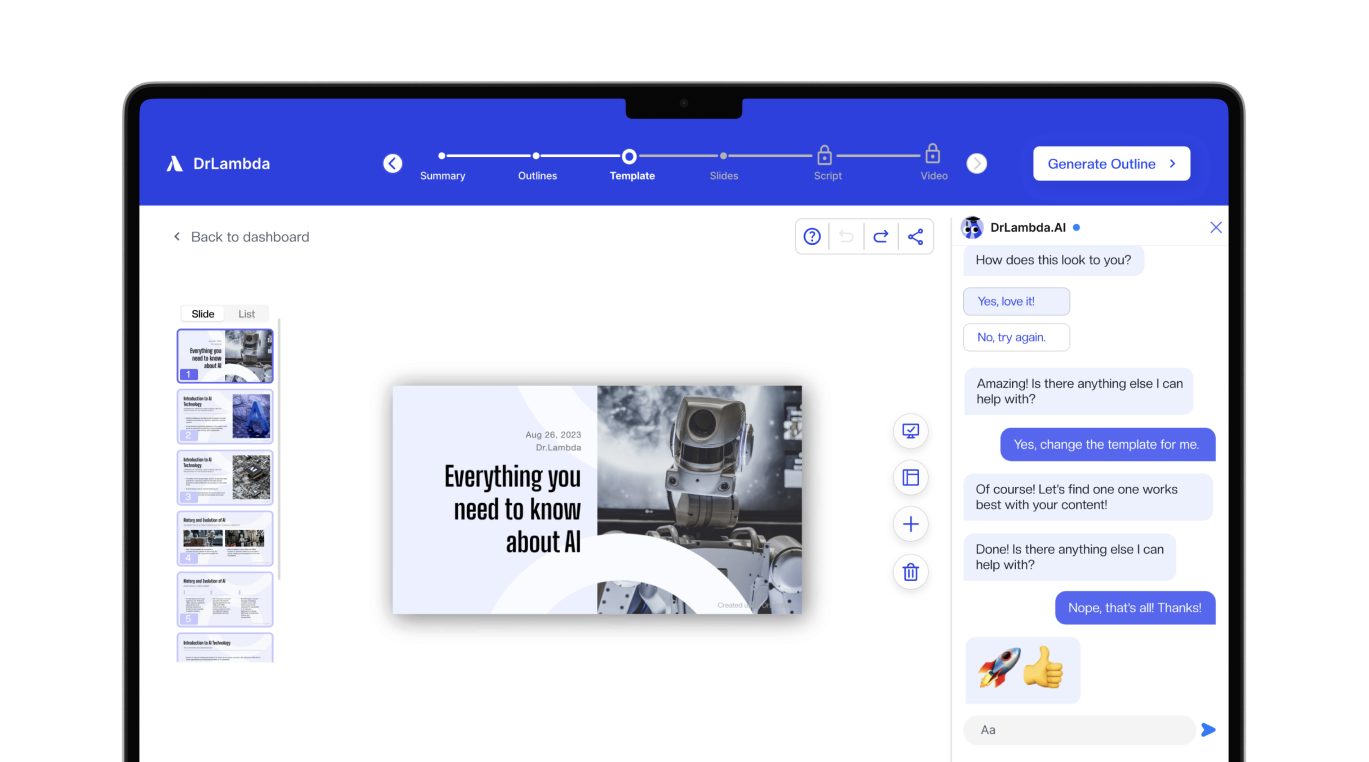 DrLambda
Summary
Outlines
Template
Slides
Script
Video
Generate Outline
Back to dashboard
Slide
List
Everything you
need to know
about AI
1
Introduction to AI
Technology
2
Introduction to AI
Technology
3
History and Evolution of AI
4
History and Evolution of AI
5
Introduction to AI Technology
Aug 26, 2023
Dr.Lambda
Everything you
need to know
about AI
Created
DrLambda.AI
How does this look to you?
Yes, love it!
No, try again.
Amazing! Is there anything else I can
help with?
Yes, change the template for me.
Of course! Let's find one one works
best with your content!
Done! Is there anything else I can
help with?
Nope, that's all! Thanks!
Aa